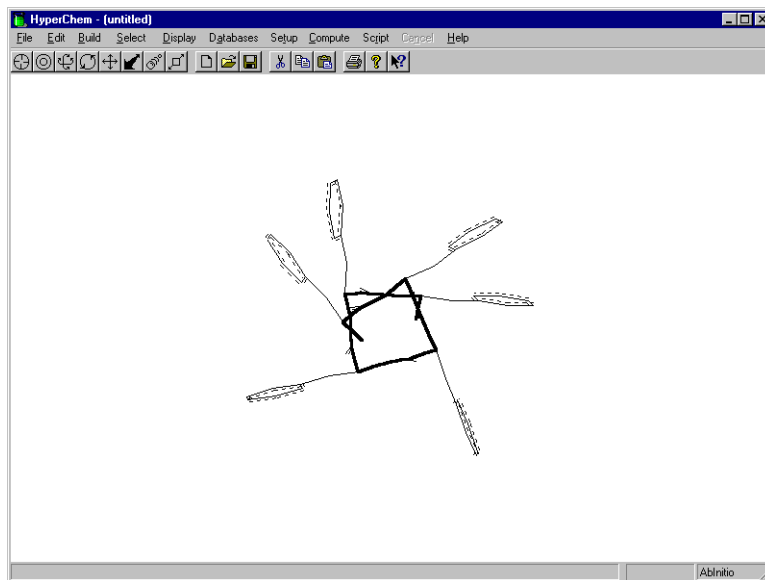 HyperChem - (untitled)
File Edit Build Select Display Databases Setup Compute Script Cancel Help
AbInitio